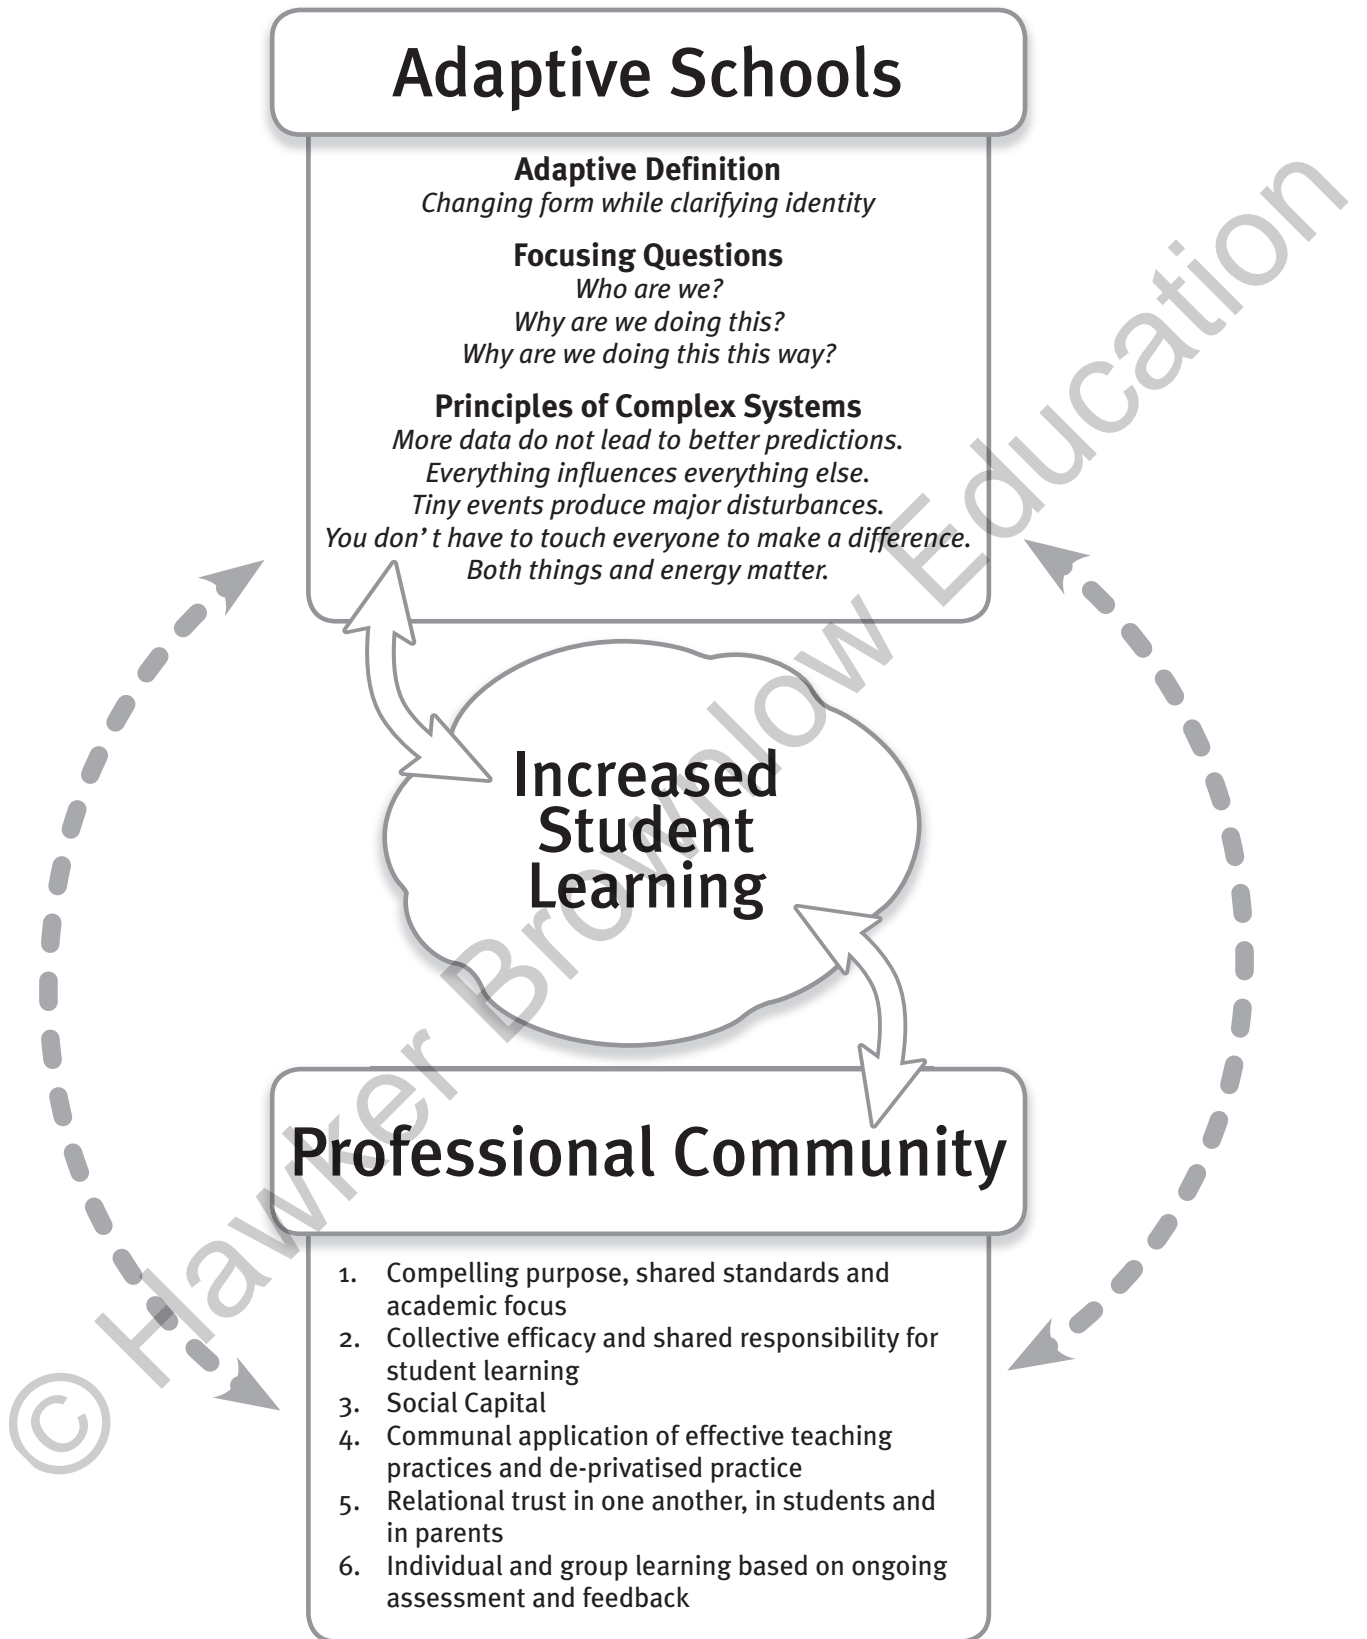 Adaptive Schools
Adaptive Definition
Changing form while clarifying identity
Focusing Questions
Who are we?
Why are we doing this?
Why are we doing this this way?
Principles of Complex Systems
More data do not lead to better predictions.
Everything influences everything else.
Tiny events produce major disturbances.
You don' t have to touch everyone to make a difference.
Both things and energy matter.
Increased
Student
Learning
Professional Community
1. Compelling purpose, shared standards and
academic focus
2. Collective efficacy and shared responsibility for
student learning
3. Social Capital
4. Communal application of effective teaching
practices and de-privatised practice
5. Relational trust in one another, in students and
in parents
6. Individual and group learning based on ongoing
assessment and feedback
© Hawker Brownlow Education